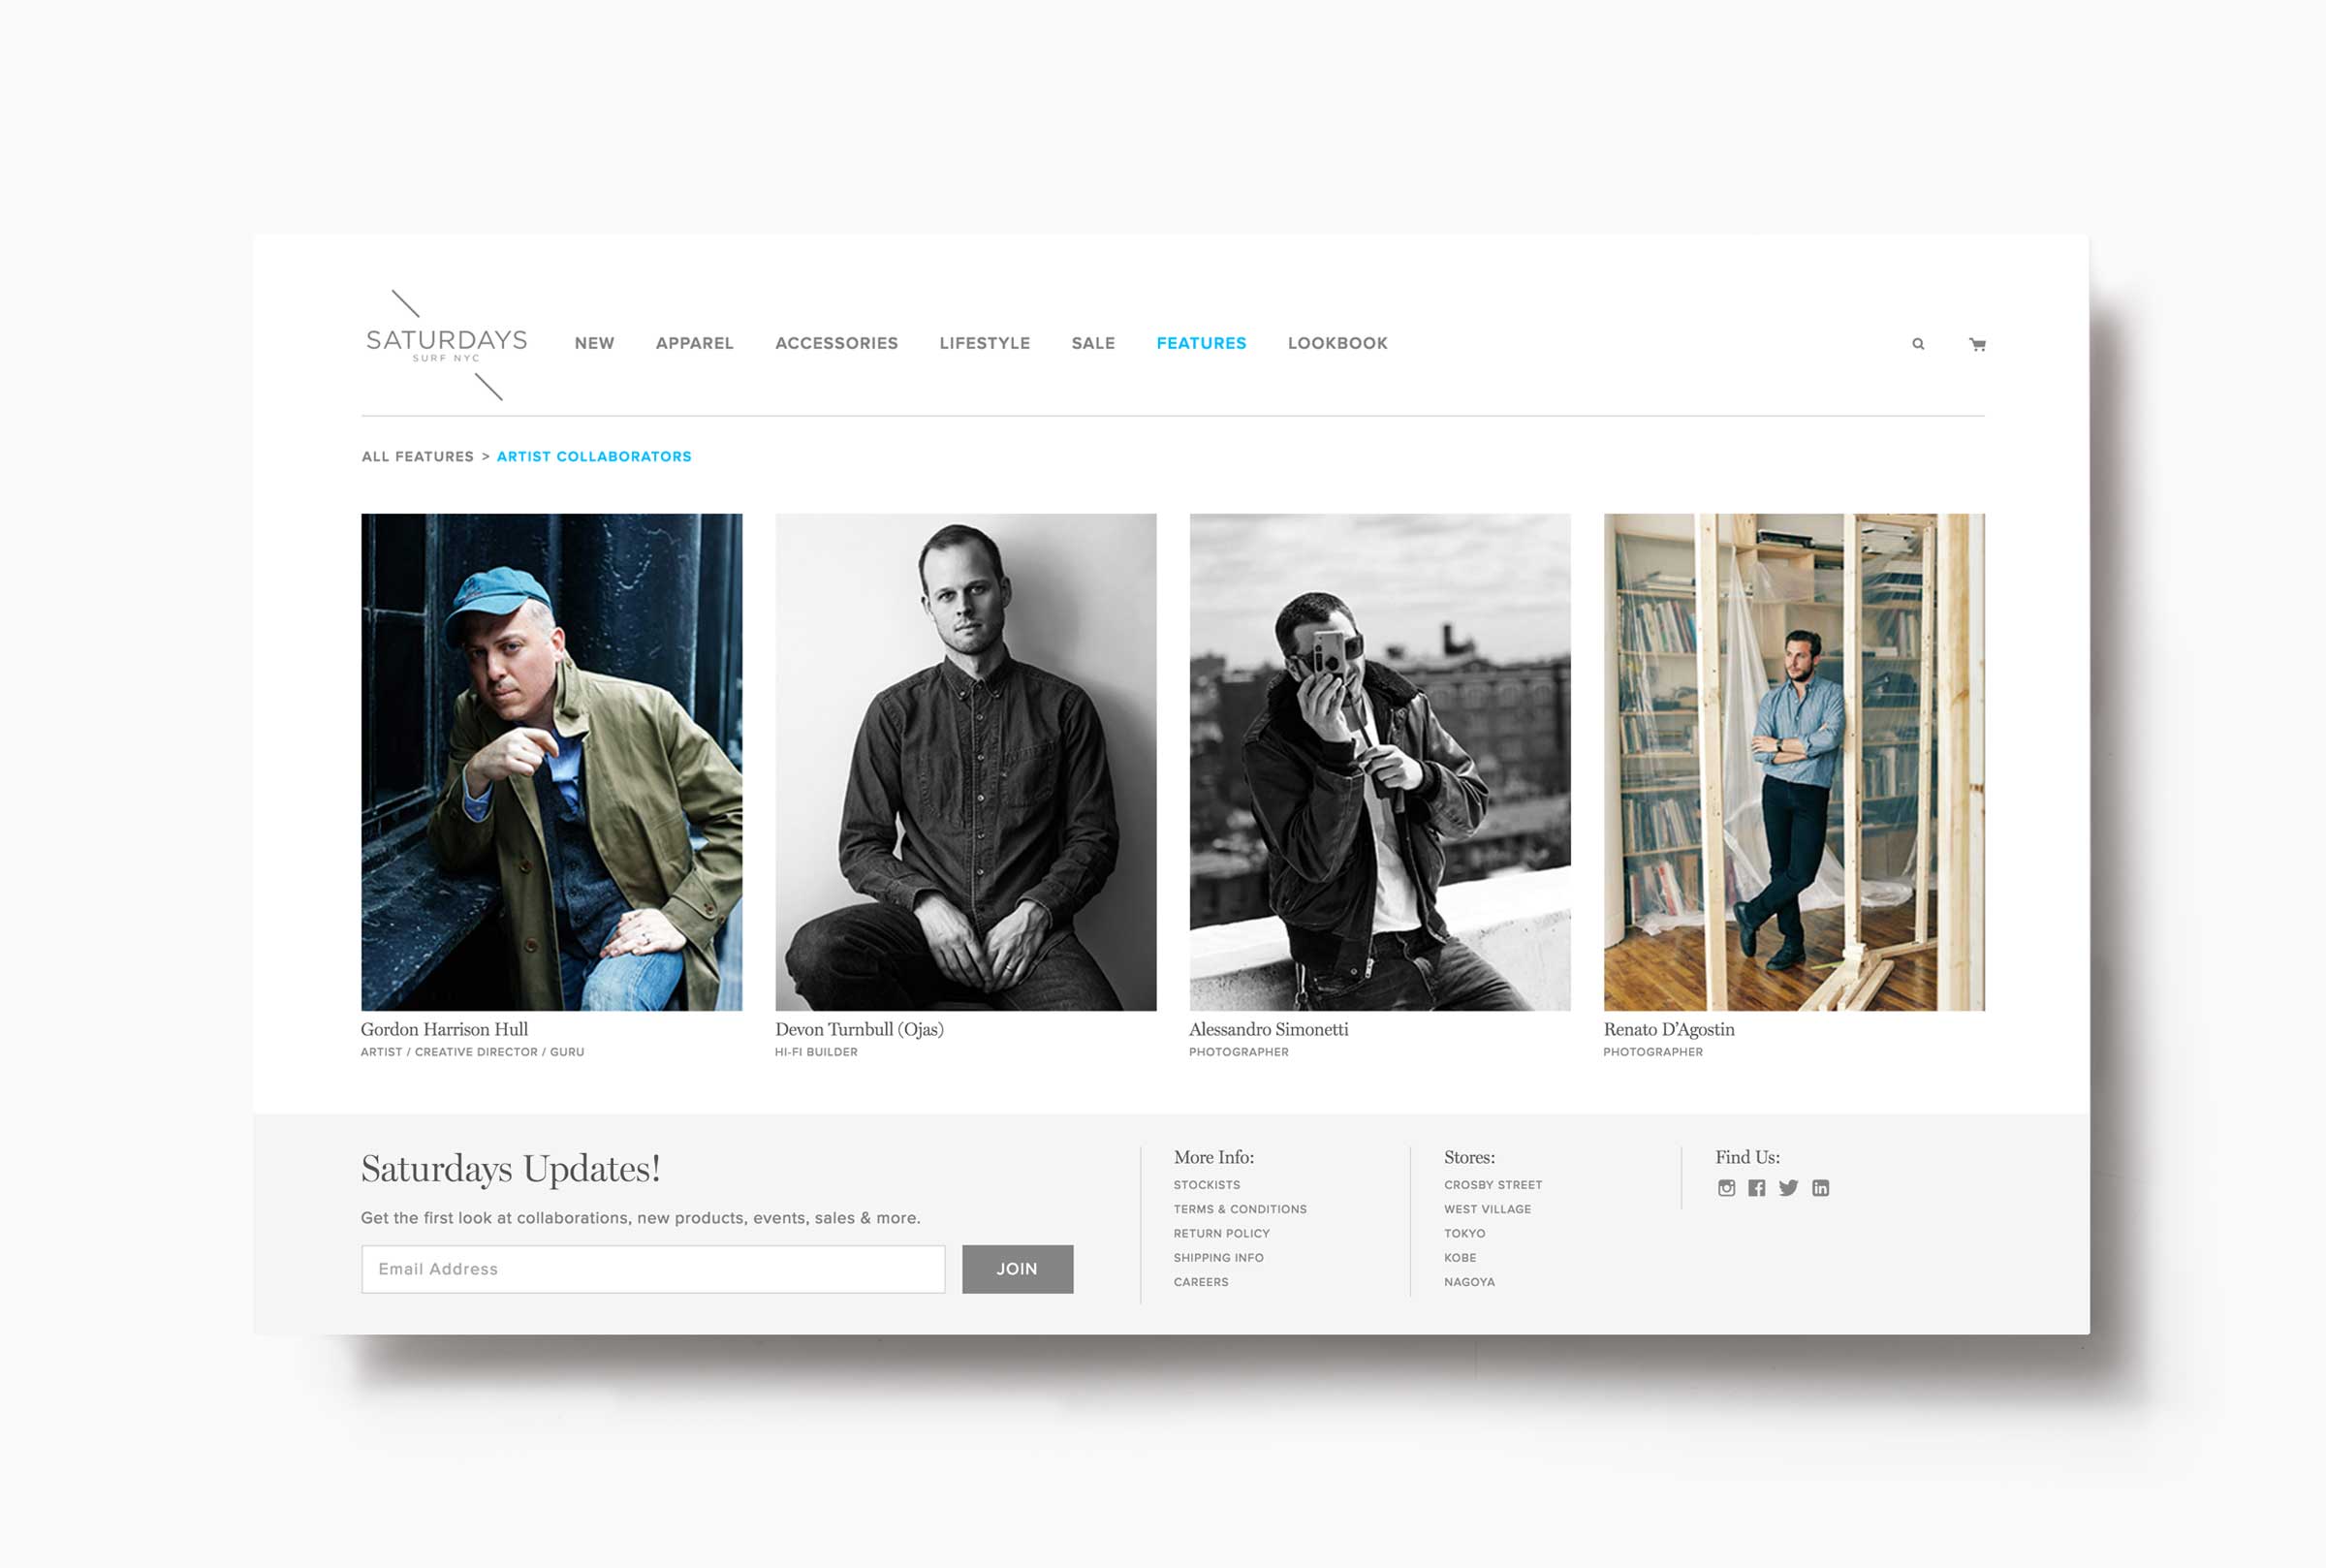 SATURDAYS
SURF NYC
NEW APPAREL ACCESSORIES LIFESTYLE SALE FEATURES LOOKBOOK
ALL FEATURES > ARTIST COLLABORATORS
Gordon Harrison Hull
ARTIST / CREATIVE DIRECTOR / GURU
Devon Turnbull (Ojas)
HI-FI BUILDER
Alessandro Simonetti
PHOTOGRAPHER
Renato D'Agostin
PHOTOGRAPHER
Saturdays Updates!
Get the first look at collaborations, new products, events, sales & more.
Email Address
JOIN
More Info:
STOCKISTS
TERMS & CONDITIONS
RETURN POLICY
SHIPPING INFO
CAREERS
Stores:
CROSBY STREET
WEST VILLAGE
TOKYO
KOBE
NAGOYA
Find Us: